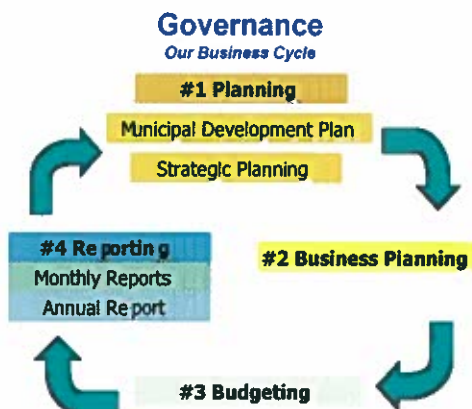 Governance
Our Business Cycle
#1 Planning
Municipal Development Plan
Strategic Planning
#2 Business Planning
#3 Budgeting
#4 Reporting
Monthly Reports
Annual Report